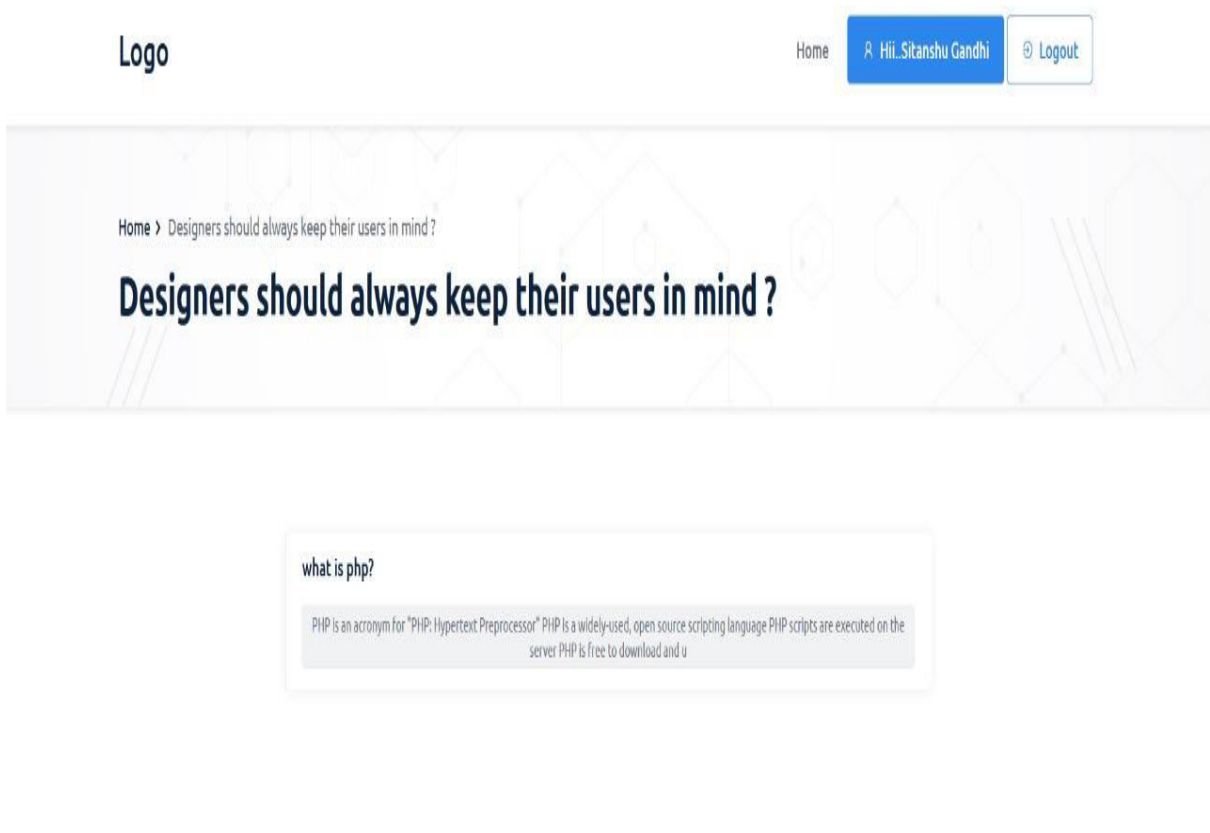 Logo
Home Hii..Sitanshu Gandhi Logout
Home > Designers should always keep their users in mind ?
Designers should always keep their users in mind ?
what is php?
PHP is an acronym for "PHP: Hypertext Preprocessor" PHP is a widely-used, open source scripting language PHP scripts are executed on the
server PHP is free to download and u